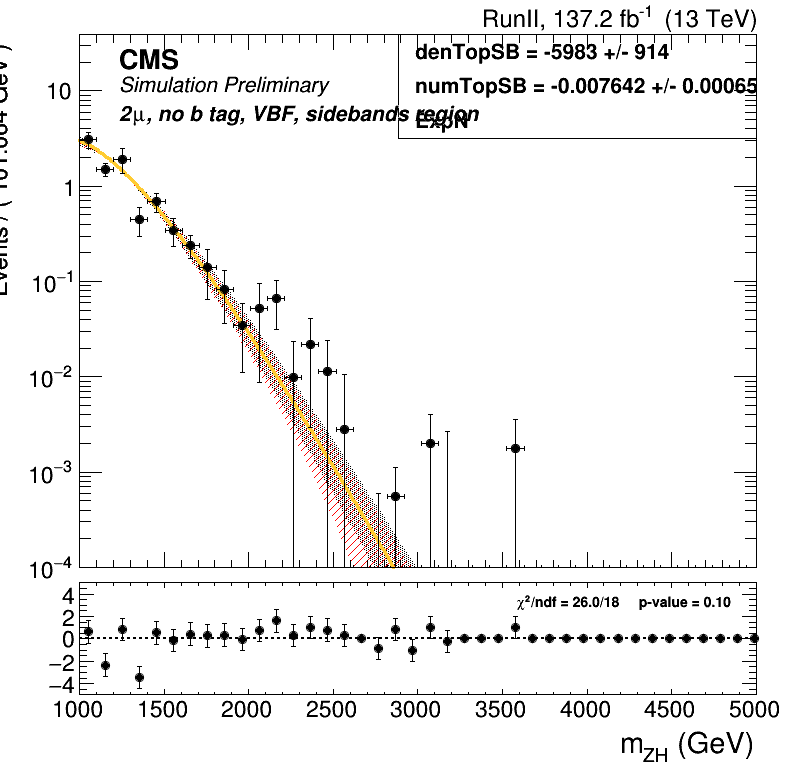 RunII, 137.2 fb-1 (13 TeV)
CMS
Simulation Preliminary
2μ, no b tag, VBF, sidebands region
denTopSB = -5983 +/- 914
numTopSB = -0.007642 +/- 0.00065
ExpN
10
1
10−1
10−2
10−3
10−4
χ2/ndf = 26.0/18 p-value = 0.10
4
2
0
−2
−4
1000 1500 2000 2500 3000 3500 4000 4500 5000
mZH (GeV)